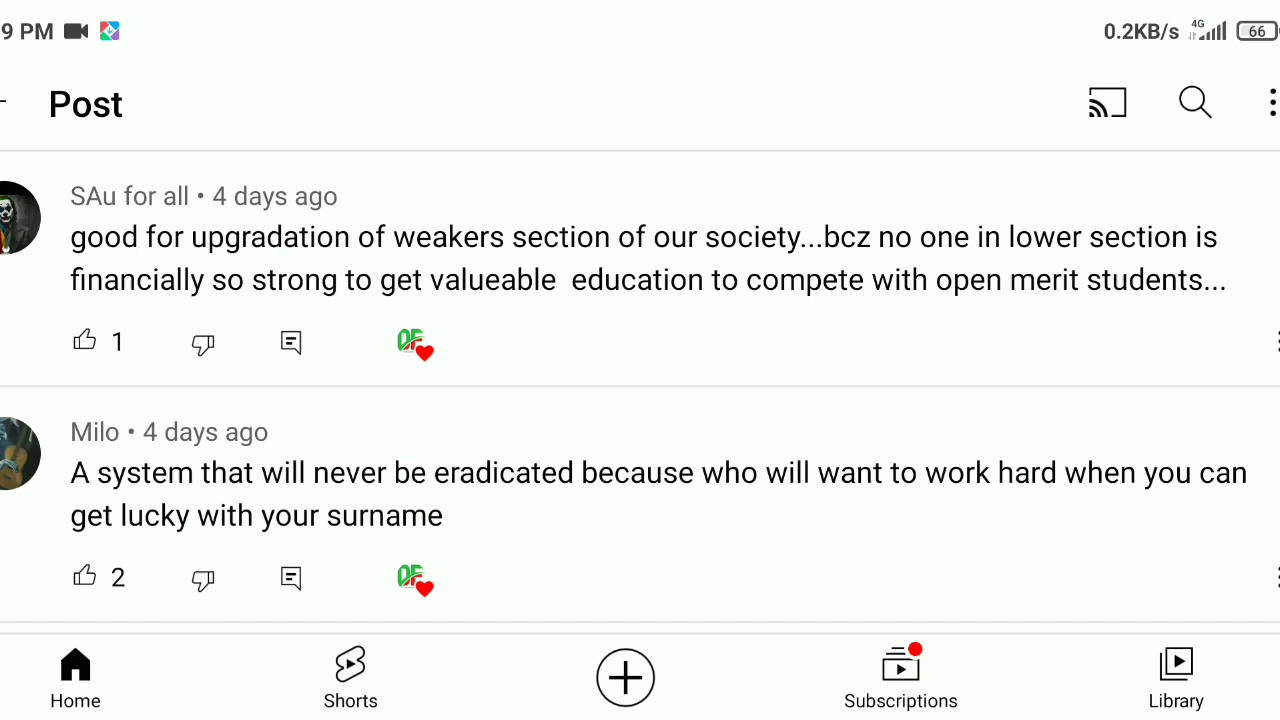 9 PM
0.2KB/s 4G 66
Post
SAu for all • 4 days ago
good for upgradation of weakers section of our society...bcz no one in lower section is
financially so strong to get valueable  education to compete with open merit students...
1
Milo • 4 days ago
A system that will never be eradicated because who will want to work hard when you can
get lucky with your surname
2
Home
Shorts
Subscriptions
Library